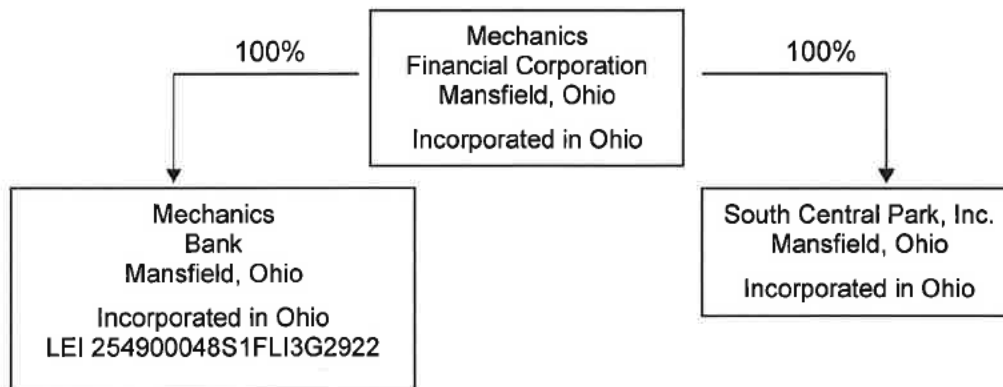 100%
Mechanics
Financial Corporation
Mansfield, Ohio
Incorporated in Ohio
100%
Mechanics
Bank
Mansfield, Ohio
Incorporated in Ohio
LEI 254900048S1FLI3G2922
South Central Park, Inc.
Mansfield, Ohio
Incorporated in Ohio